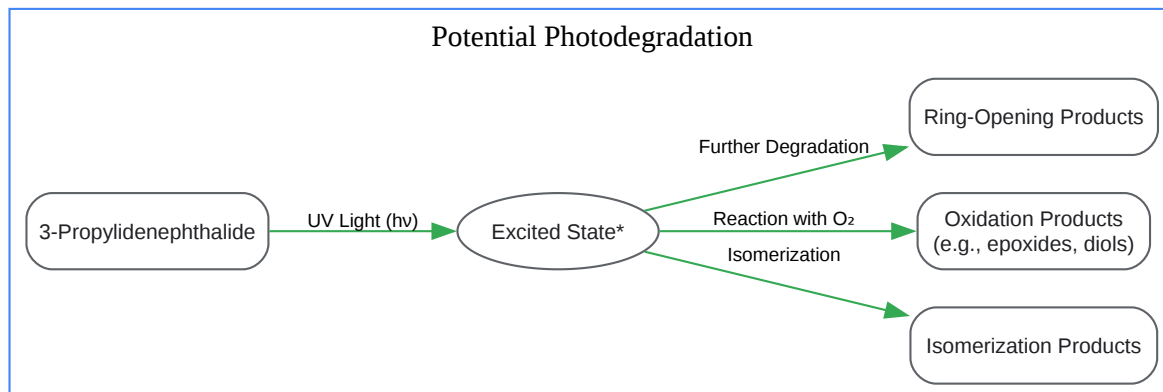 Potential Photodegradation
Ring-Opening Products
Further Degradation
3-Propylidenephthalide
UV Light (hν)
Excited State*
Reaction with O₂
Oxidation Products
(e.g., epoxides, diols)
Isomerization
Isomerization Products